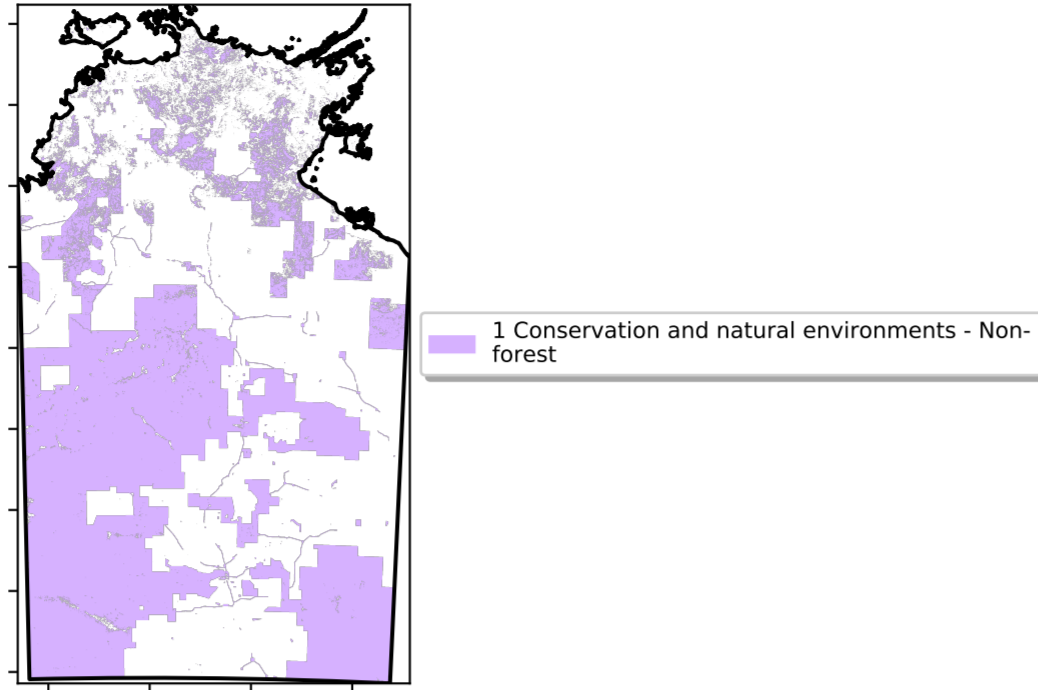 1 Conservation and natural environments - Non-
forest